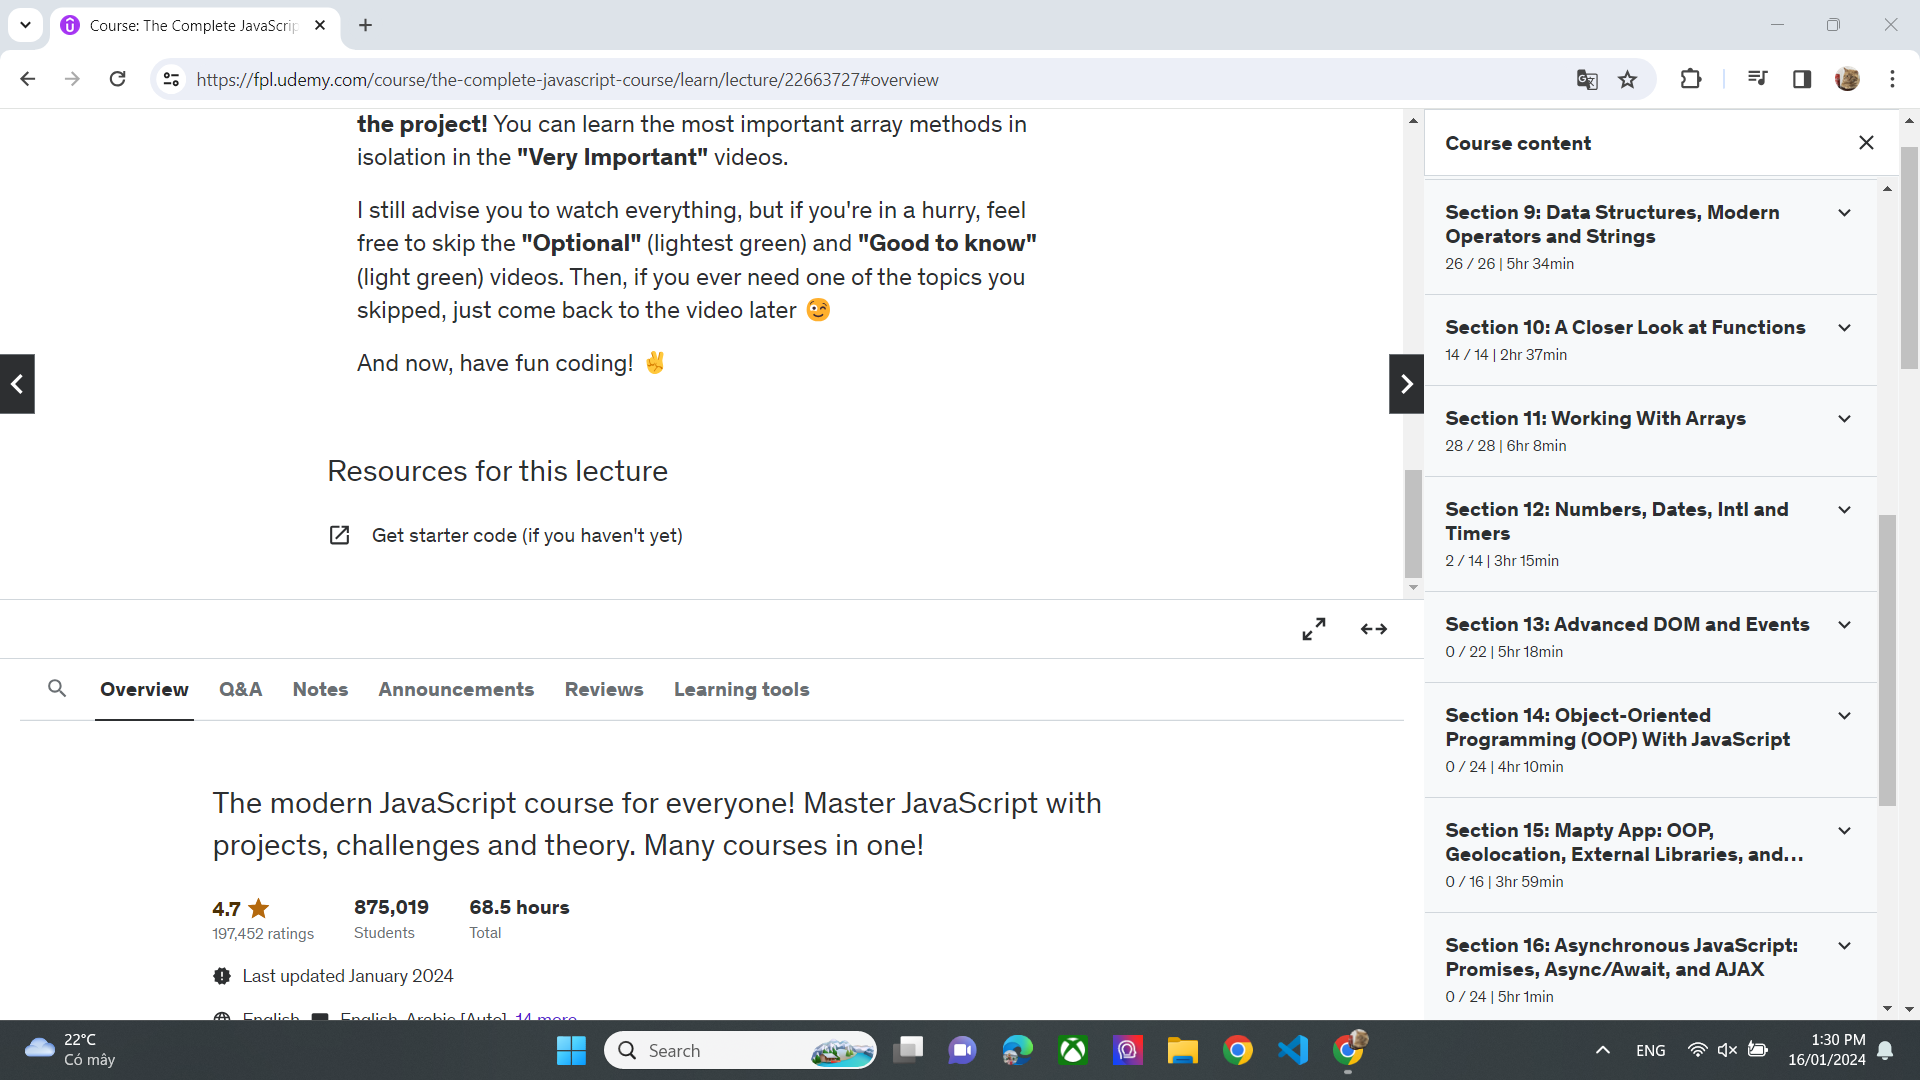 Course: The Complete JavaScrip
https://fpl.udemy.com/course/the-complete-javascript-course/learn/lecture/22663727#overview
the project! You can learn the most important array methods in
isolation in the "Very Important" videos.
I still advise you to watch everything, but if you're in a hurry, feel
free to skip the "Optional" (lightest green) and "Good to know"
(light green) videos. Then, if you ever need one of the topics you
skipped, just come back to the video later 😉
And now, have fun coding! ✌️
Resources for this lecture
Get starter code (if you haven't yet)
Overview
Q&A
Notes
Announcements
Reviews
Learning tools
The modern JavaScript course for everyone! Master JavaScript with
projects, challenges and theory. Many courses in one!
4.7
197,452 ratings
875,019
Students
68.5 hours
Total
Last updated January 2024
English
English, Arabic [Auto], 14 more
Course content
Section 9: Data Structures, Modern
Operators and Strings
26 / 26 | 5hr 34min
Section 10: A Closer Look at Functions
14 / 14 | 2hr 37min
Section 11: Working With Arrays
28 / 28 | 6hr 8min
Section 12: Numbers, Dates, Intl and
Timers
2 / 14 | 3hr 15min
Section 13: Advanced DOM and Events
0 / 22 | 5hr 18min
Section 14: Object-Oriented
Programming (OOP) With JavaScript
0 / 24 | 4hr 10min
Section 15: Mapty App: OOP,
Geolocation, External Libraries, and...
0 / 16 | 3hr 59min
Section 16: Asynchronous JavaScript:
Promises, Async/Await, and AJAX
0 / 24 | 5hr 1min
22°C
Có mây
Search
ENG
1:30 PM
16/01/2024